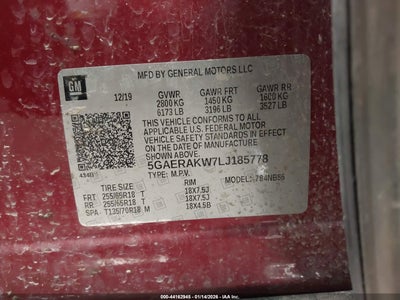 MFD BY GENERAL MOTORS LLC
GM
12/19 GVWR GAWR FRT GAWR RR
2800 KG 1450 KG 1600 KG
6173 LB 3196 LB 3527 LB
THIS VEHICLE CONFORMS TO ALL
APPLICABLE U.S. FEDERAL MOTOR
VEHICLE SAFETY STANDARDS IN
EFFECT ON THE DATE OF
MANUFACTURE SHOWN ABOVE.
5GAERAKW7LJ185778
TYPE: M.P.V. MODEL: 784NB56
TIRE SIZE RIM
FRT 255/65R18 T 18X7.5J
RR 255/65R18 T 18X7.5J
SPA T135/70R18 M 18X4.5B
000-44162945 - 01/14/2026 - IAA Inc.